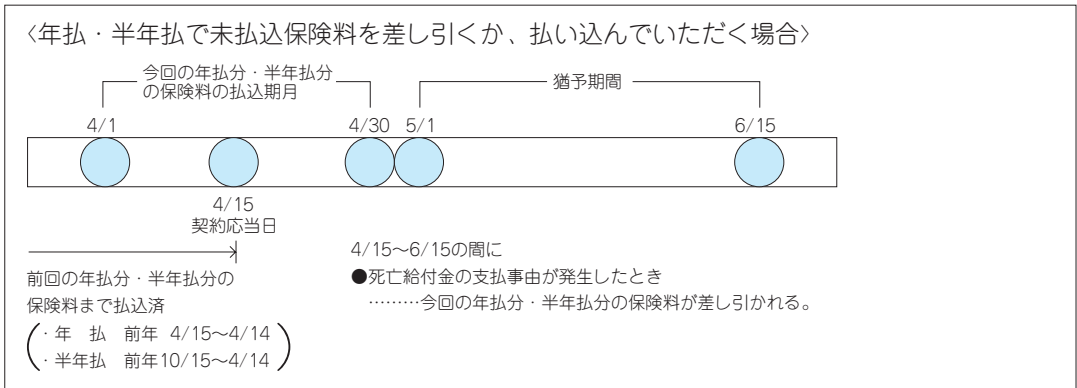 〈年払・半年払で未払込保険料を差し引くか、払い込んでいただく場合〉
今回の年払分・半年払分
の保険料の払込期月
猶予期間
4/1
4/30
5/1
6/15
4/15
契約応当日
前回の年払分・半年払分の
保険料まで払込済
・年　払　前年 4/15～4/14
・半年払　前年10/15～4/14
4/15～6/15の間に
●死亡給付金の支払事由が発生したとき
………今回の年払分・半年払分の保険料が差し引かれる。